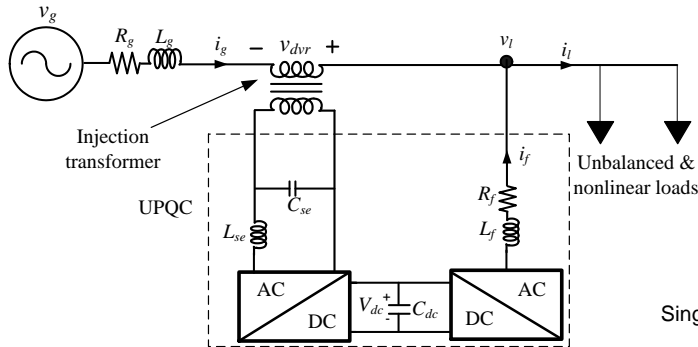 v_g
R_g
L_g
i_g
− v_dvr +
v_l
i_l
Injection
transformer
i_f
Unbalanced &
nonlinear loads
UPQC
C_se
R_f
L_se
L_f
AC
DC
V_dc
+
-
C_dc
AC
DC